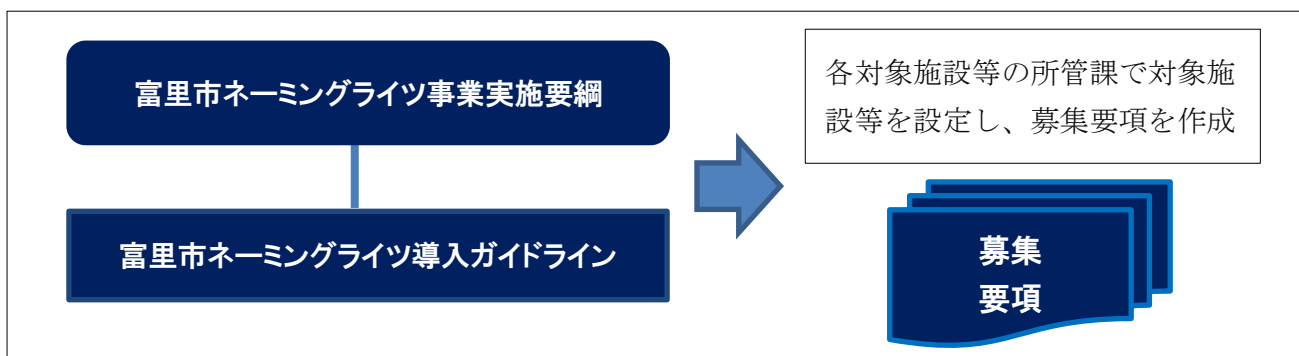 富里市ネーミングライツ事業実施要綱
富里市ネーミングライツ導入ガイドライン
各対象施設等の所管課で対象施
設等を設定し、募集要項を作成
募集
要項